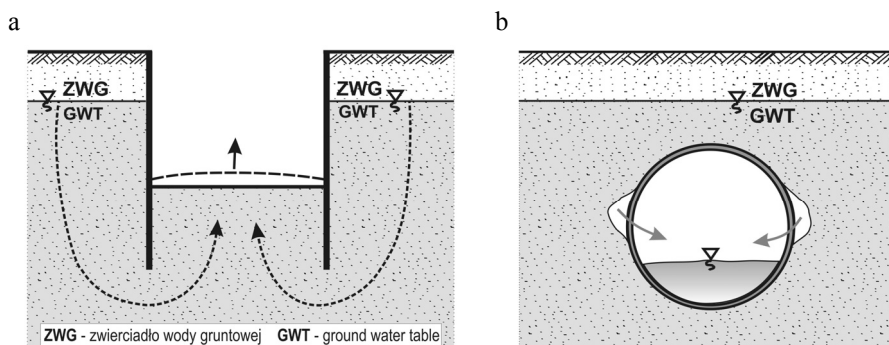 a
b
ZWG
GWT
ZWG
GWT
ZWG
GWT
ZWG - zwierciadło wody gruntowej GWT - ground water table